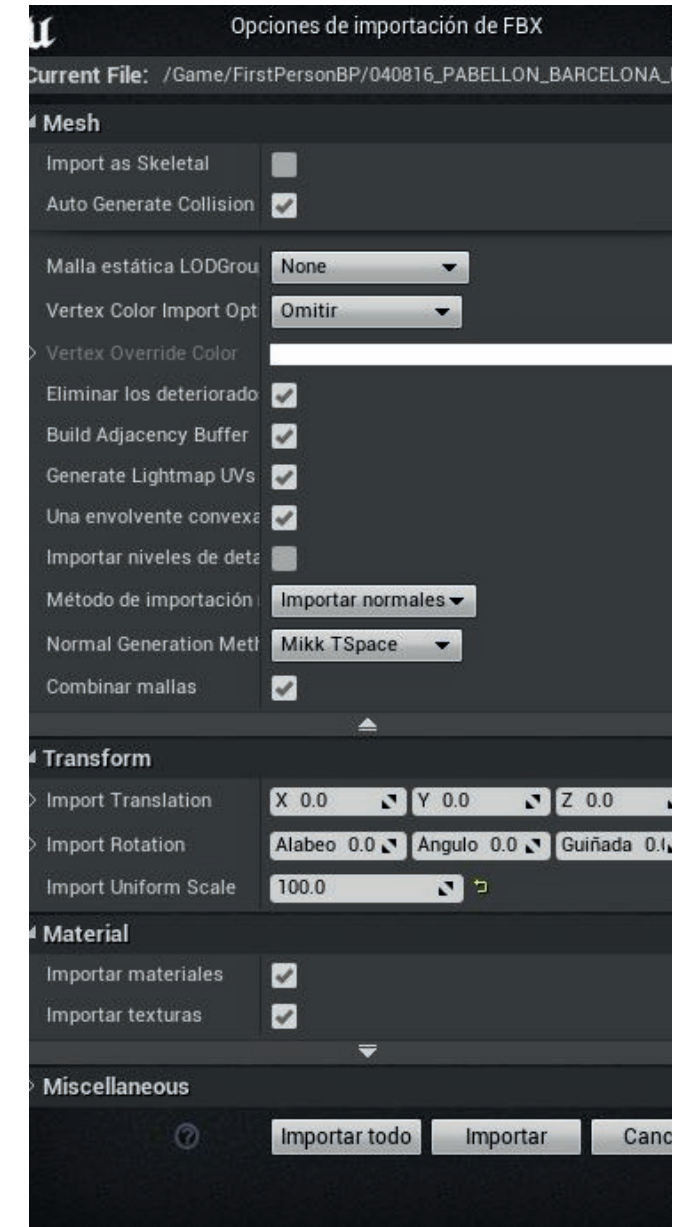 Opciones de importación de FBX
Current File: /Game/FirstPersonBP/040816_PABELLON_BARCELONA_
Mesh
Import as Skeletal
Auto Generate Collision
Malla estática LODGrou None
Vertex Color Import Opt Omitir
Vertex Override Color
Eliminar los deteriorado
Build Adjacency Buffer
Generate Lightmap UVs
Una envolvente convexa
Importar niveles de deta
Método de importación Importar normales
Normal Generation Meth Mikk TSpace
Combinar mallas
Transform
Import Translation X 0.0 Y 0.0 Z 0.0
Import Rotation Alabeo 0.0 Angulo 0.0 Guiñada 0.
Import Uniform Scale 100.0
Material
Importar materiales
Importar texturas
Miscellaneous
Importar todo Importar Canc